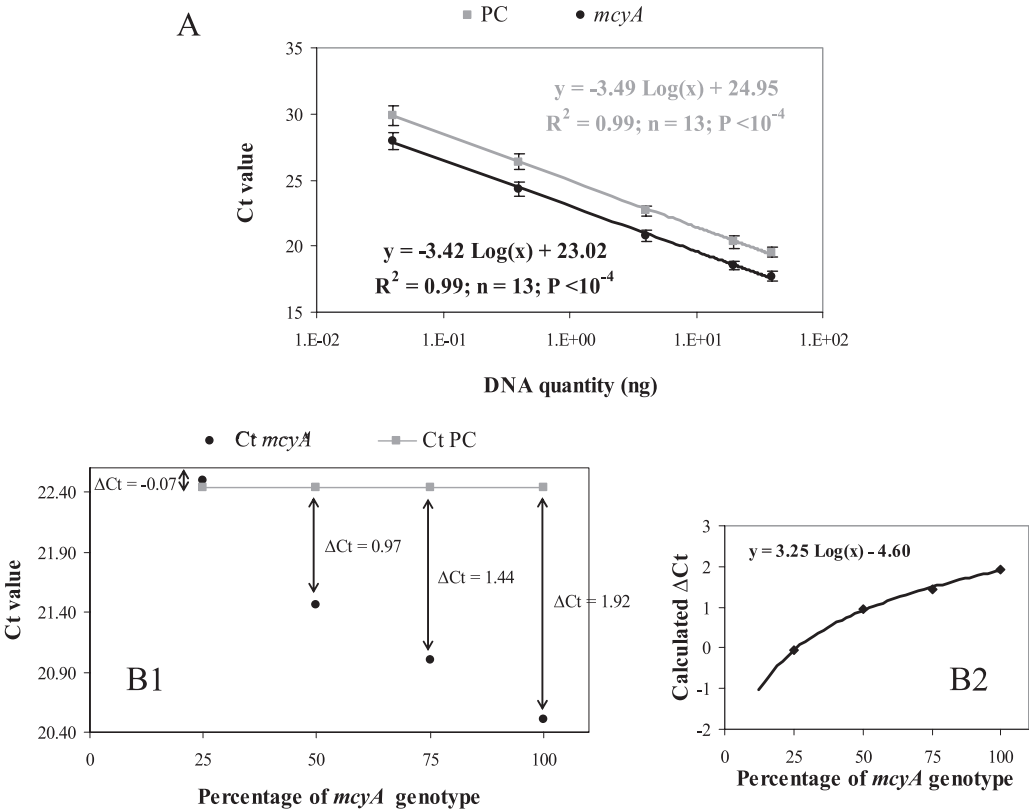 A
PC
mcyA
35
30
25
20
15
Ct value
y = -3.49 Log(x) + 24.95
R² = 0.99; n = 13; P <10⁻⁴
y = -3.42 Log(x) + 23.02
R² = 0.99; n = 13; P <10⁻⁴
1.E-02 1.E-01 1.E+00 1.E+01 1.E+02
DNA quantity (ng)
Ct mcyA
Ct PC
22.40
21.90
21.40
20.90
20.40
Ct value
ΔCt = -0.07
ΔCt = 0.97
ΔCt = 1.44
ΔCt = 1.92
B1
0 25 50 75 100
Percentage of mcyA genotype
3
2
1
0
-1
-2
Calculated ΔCt
y = 3.25 Log(x) - 4.60
B2
0 25 50 75 100
Percentage of mcyA genotype